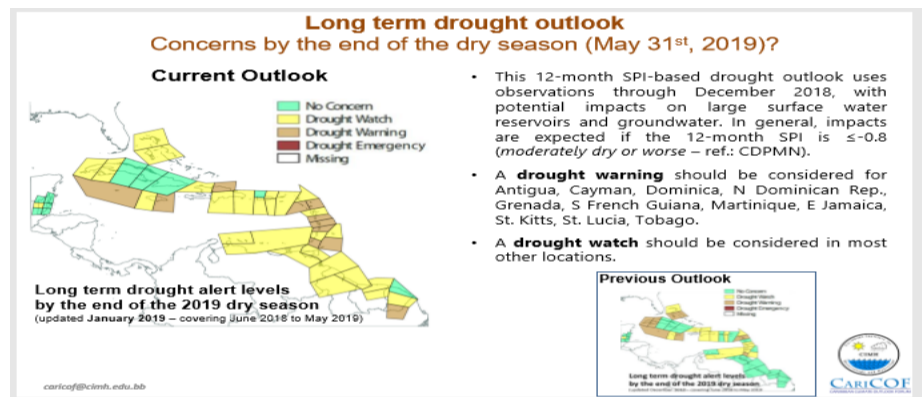 Long term drought outlook
Concerns by the end of the dry season (May 31st, 2019)?
Current Outlook
No Concern
Drought Watch
Drought Warning
Drought Emergency
Missing
Long term drought alert levels
by the end of the 2019 dry season
(updated January 2019 – covering June 2018 to May 2019)
• This 12-month SPI-based drought outlook uses
observations through December 2018, with
potential impacts on large surface water
reservoirs and groundwater. In general, impacts
are expected if the 12-month SPI is ≤-0.8
(moderately dry or worse – ref.: CDPMN).
• A drought warning should be considered for
Antigua, Cayman, Dominica, N Dominican Rep.,
Grenada, S French Guiana, Martinique, E Jamaica,
St. Kitts, St. Lucia, Tobago.
• A drought watch should be considered in most
other locations.
Previous Outlook
No Concern
Drought Watch
Drought Warning
Drought Emergency
Missing
Long term drought alert levels
by the end of the 2019 dry season
caricof@cimh.edu.bb
CIMH
CARICOF